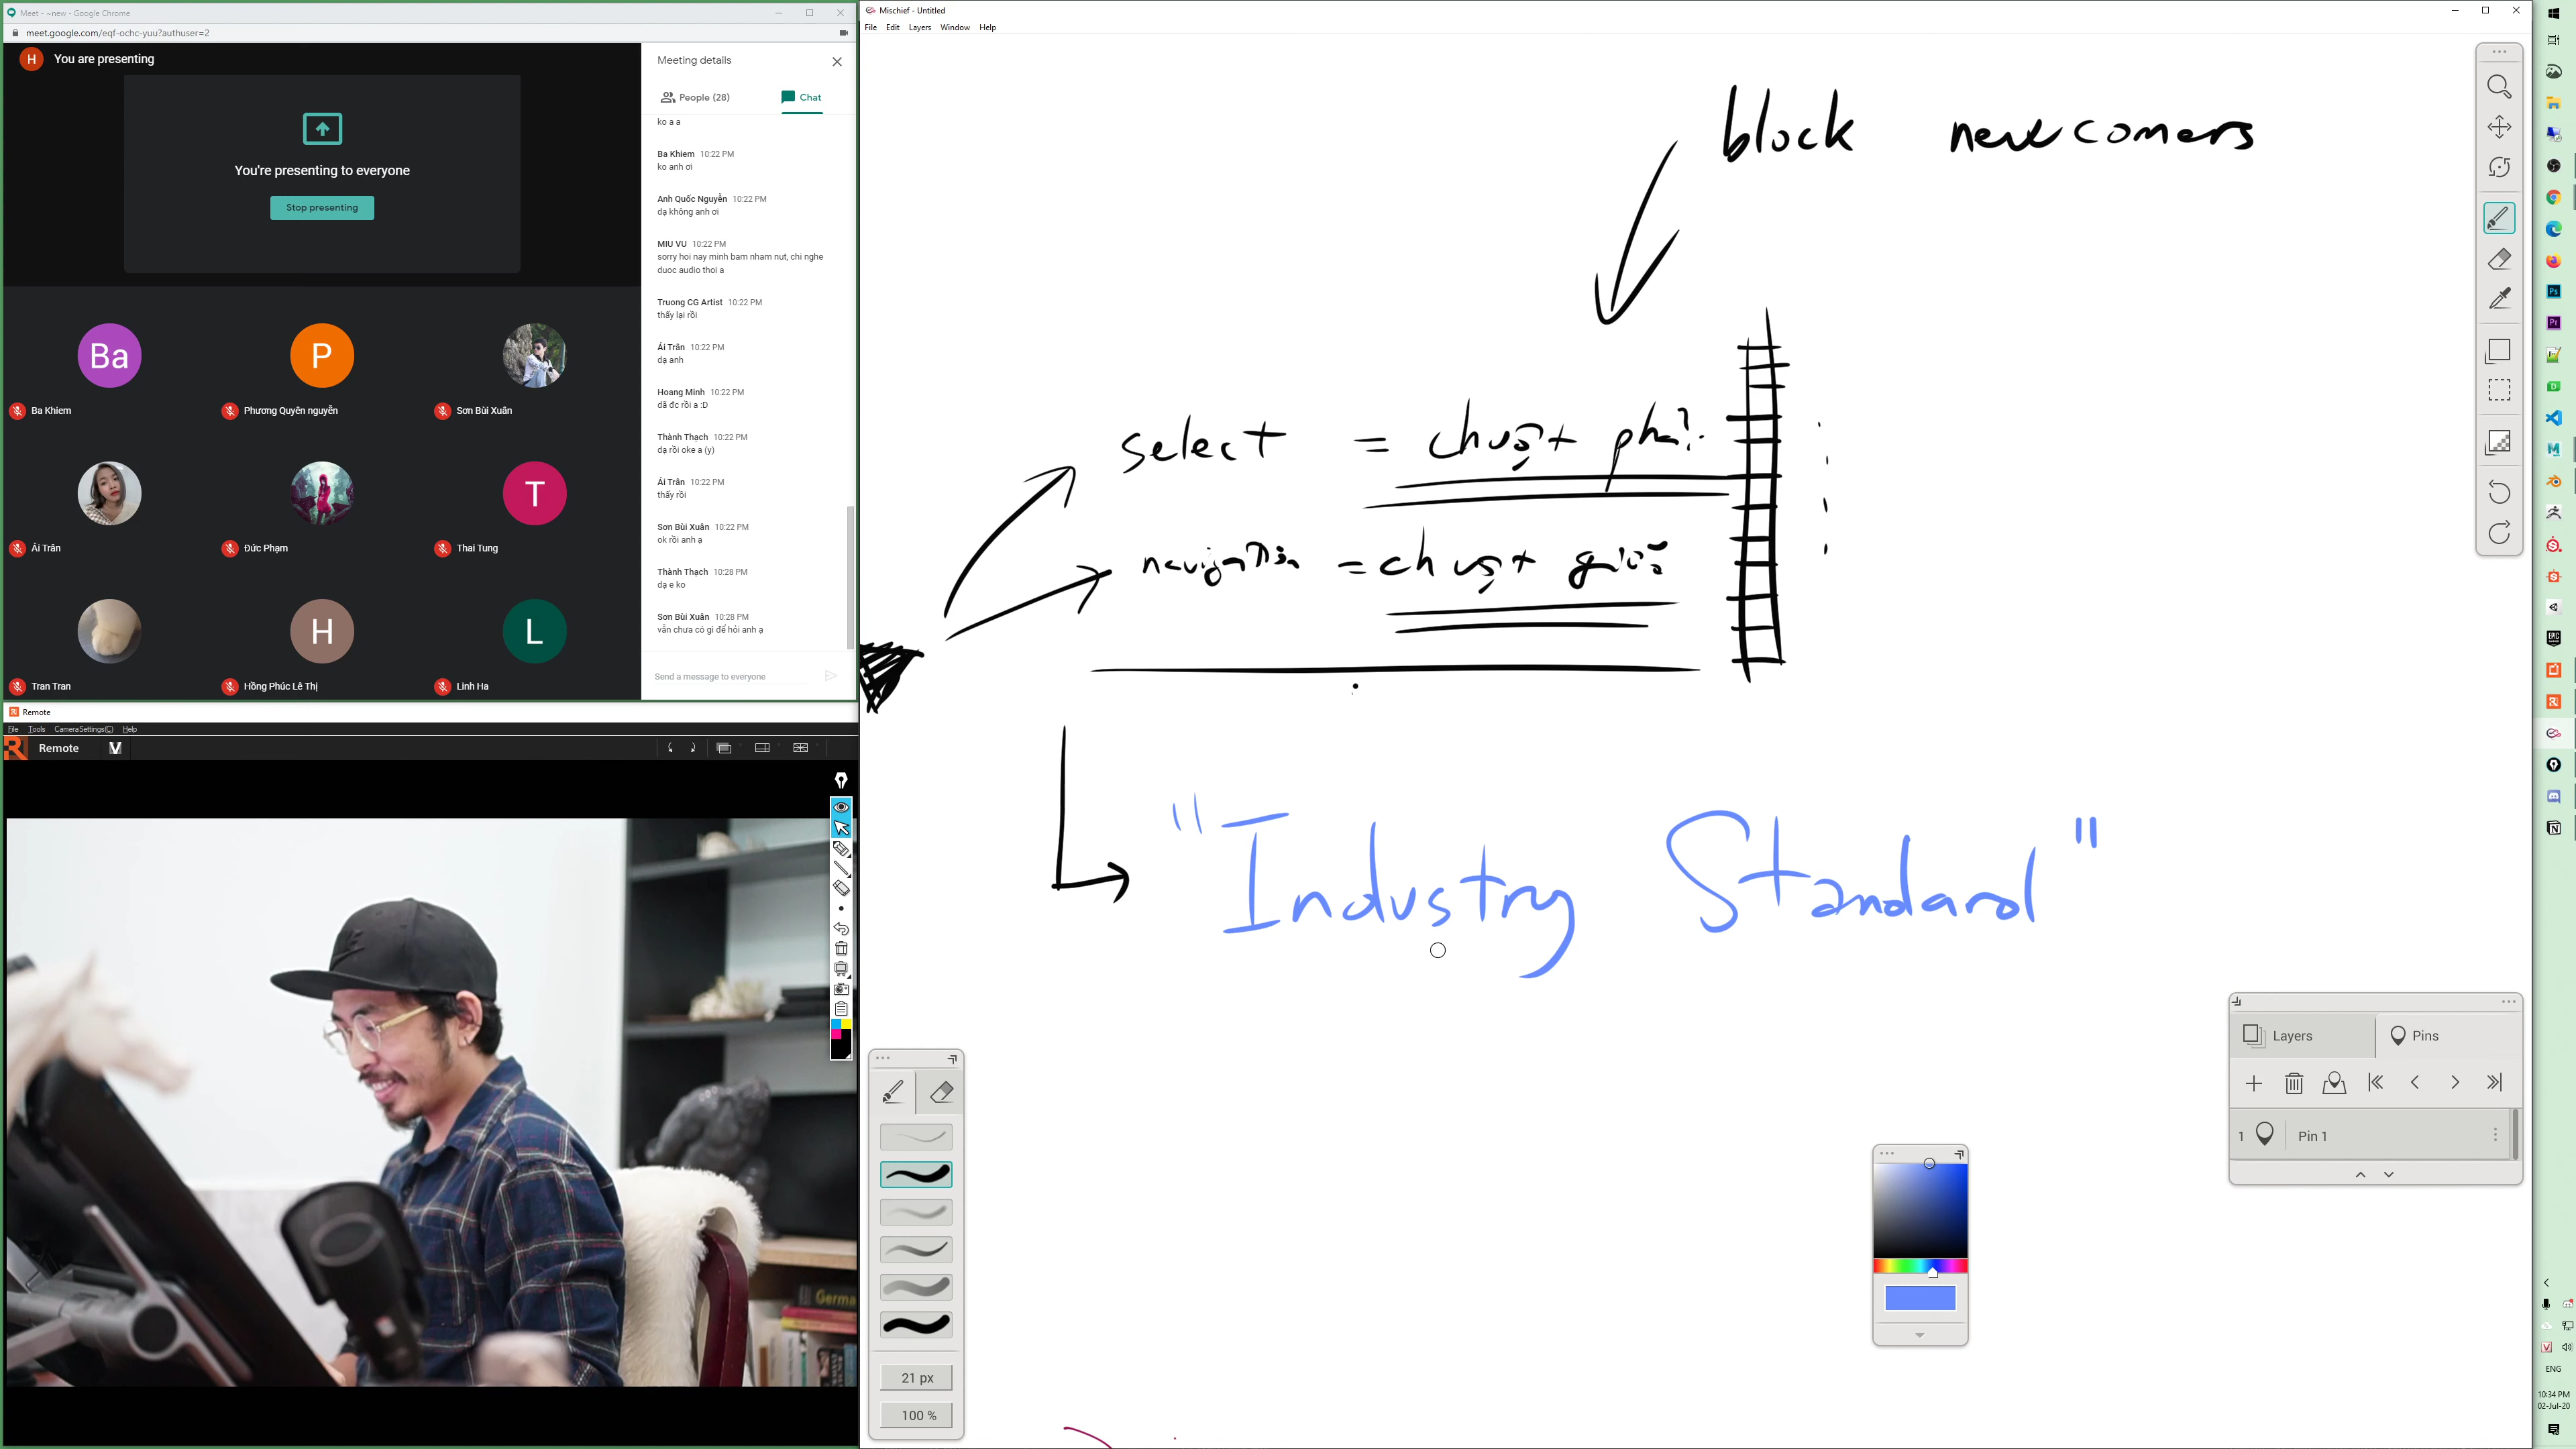 Meet - ~new - Google Chrome
meet.google.com/eqf-ochc-yuu?authuser=2
H You are presenting
You're presenting to everyone
Stop presenting
Ba
P
Ba Khiem
Phương Quyên nguyễn
Sơn Bùi Xuân
T
Ái Trân
Đức Phạm
Thai Tung
H
L
Tran Tran
Hồng Phúc Lê Thị
Linh Ha
Meeting details
People (28)
Chat
ko a a
Ba Khiem 10:22 PM
ko anh ơi
Anh Quốc Nguyễn 10:22 PM
dạ không anh ơi
MIU VU 10:22 PM
sorry hoi nay minh bam nham nut, chi nghe
duoc audio thoi a
Truong CG Artist 10:22 PM
thấy lại rồi
Ái Trân 10:22 PM
dạ anh
Hoang Minh 10:22 PM
dã đc rồi a :D
Thành Thạch 10:22 PM
dạ rồi oke a (y)
Ái Trân 10:22 PM
thấy rồi
Sơn Bùi Xuân 10:22 PM
ok rồi anh ạ
Thành Thạch 10:28 PM
dạ e ko
Sơn Bùi Xuân 10:28 PM
vẫn chưa có gì để hỏi anh ạ
Send a message to everyone
Remote
File Tools CameraSettings(C) Help
Remote V
Germa
Mischief - Untitled
File Edit Layers Window Help
block newcomers
select = chuột phải
navigation = chuột giữa
"Industry Standard"
21 px
100 %
Layers
Pins
1 Pin 1
Ps
Pr
D
M
EPIC
ENG
10:34 PM
02-Jul-20